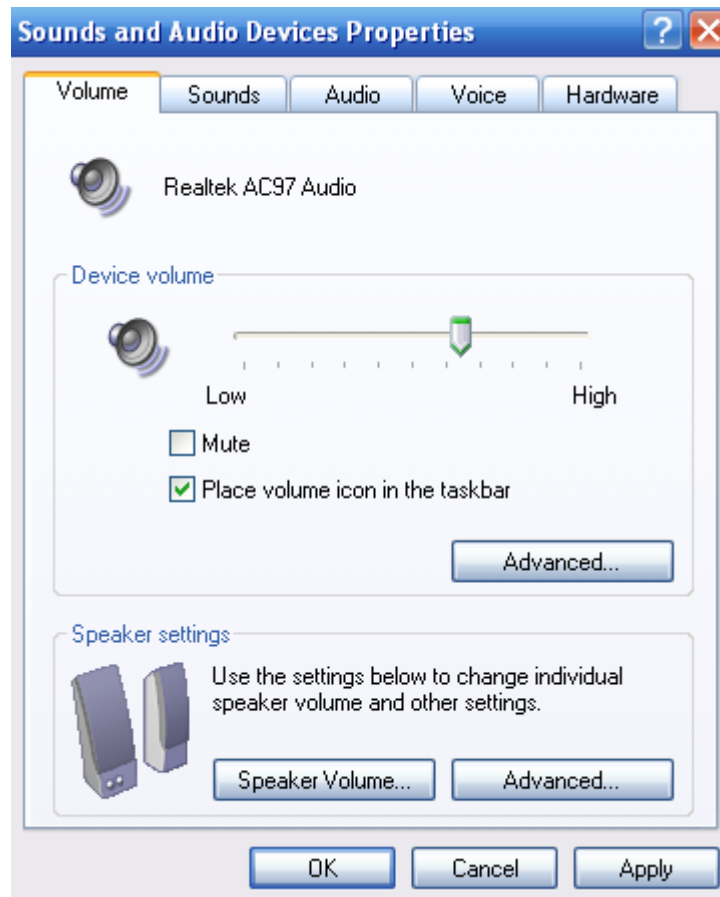 Sounds and Audio Devices Properties
Volume Sounds Audio Voice Hardware
Realtek AC97 Audio
Device volume
Low High
Mute
Place volume icon in the taskbar
Advanced...
Speaker settings
Use the settings below to change individual
speaker volume and other settings.
Speaker Volume... Advanced...
OK Cancel Apply